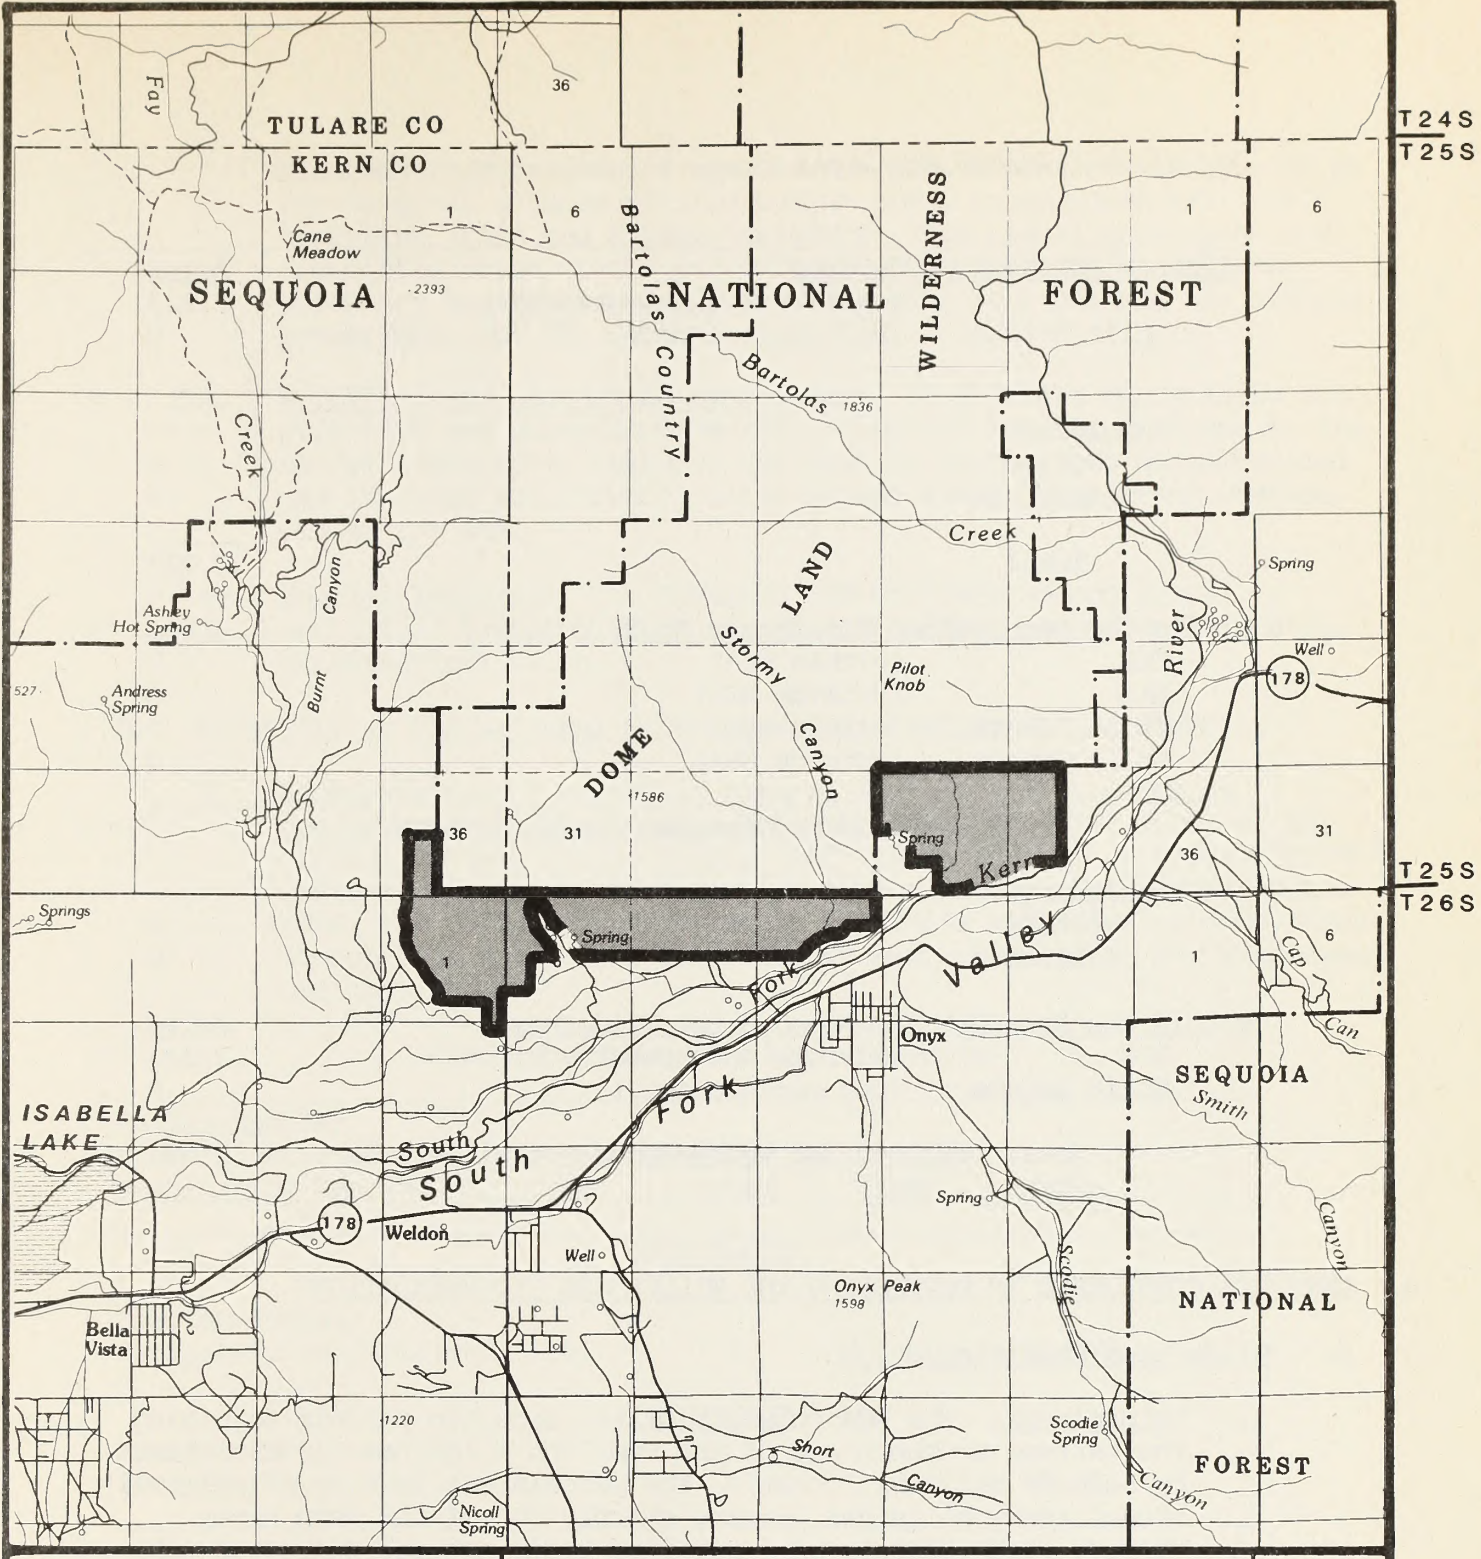 36
T24S
TULARE CO
T25S
KERN CO
Fay
1
6
1
6
Bartolas Country
WILDERNESS
Cane
Meadow
SEQUOIA
2393
NATIONAL
FOREST
Bartolas
1836
Creek
Creek
LAND
Spring
Canyon
Ashley
Hot Spring
River
Stormy
Well
Pilot
Knob
178
527
Andress
Spring
Burnt
Canyon
DOME
1586
36
31
Spring
31
36
Kern
T25S
T26S
Springs
Spring
1
Valley
1
6
Cap
Fork
Can
Onyx
SEQUOIA
Smith
Fork
ISABELLA
LAKE
South
South
Spring
178
Weldon
Well
Canyon
Scodie
Onyx Peak
1598
NATIONAL
Bella
Vista
1220
Scodie
Spring
Short
FOREST
Canyon
Canyon
Nicoll
Spring